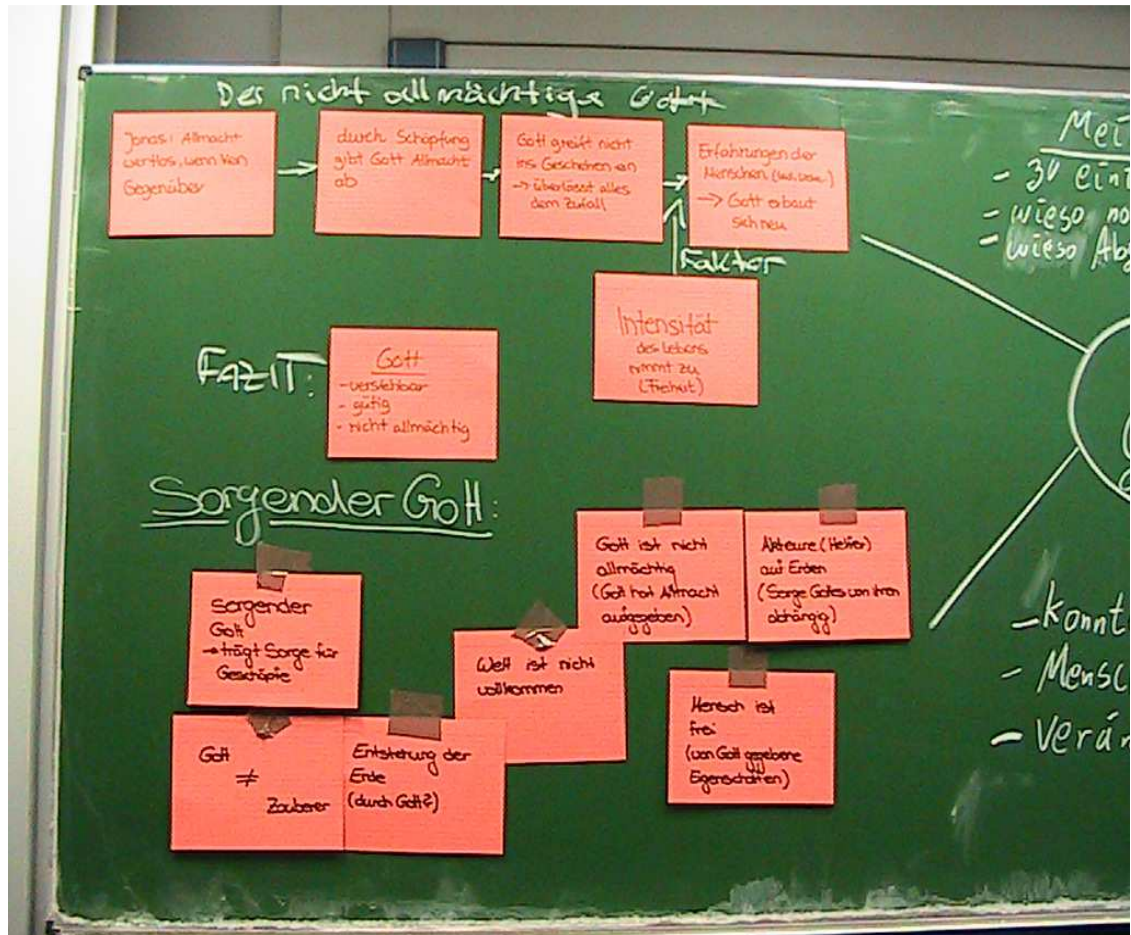 Der nicht allmächtige Gott
Jonas: Allmacht
wertlos, wenn kein
Gegenüber
durch Schöpfung
gibt Gott Allmacht
ab
Gott greift nicht
ins Geschehen ein
→ überlässt alles
dem Zufall
Erfahrungen der
Menschen
→ Gott erbaut
sich neu
Faktor
Intensität
des Lebens
nimmt zu
(Freiheit)
FAZIT:
Gott
- verstehbar
- gütig
- nicht allmächtig
Sorgender Gott:
Sorgender
Gott
→ trägt Sorge für
Geschöpfe
Gott
≠
Zauberer
Entstehung der
Erde
(durch Gott?)
Welt ist nicht
vollkommen
Gott ist nicht
allmächtig
(Gott hat Allmacht
aufgegeben)
Akteure (Helfer)
auf Erden
(Sorge Gottes von ihnen
abhängig)
Mensch ist
frei
(von Gott gegebene
Eigenschaften)
Mei
- zu eint
- wieso no
- wieso Abg
- konnt
- Mensc
- verän